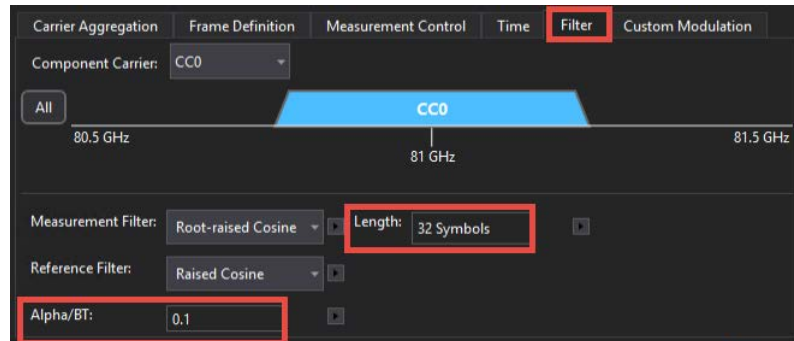 Carrier Aggregation Frame Definition Measurement Control Time Filter Custom Modulation
Component Carrier: CC0
All
CC0
80.5 GHz 81 GHz 81.5 GHz
Measurement Filter: Root-raised Cosine Length: 32 Symbols
Reference Filter: Raised Cosine
Alpha/BT: 0.1